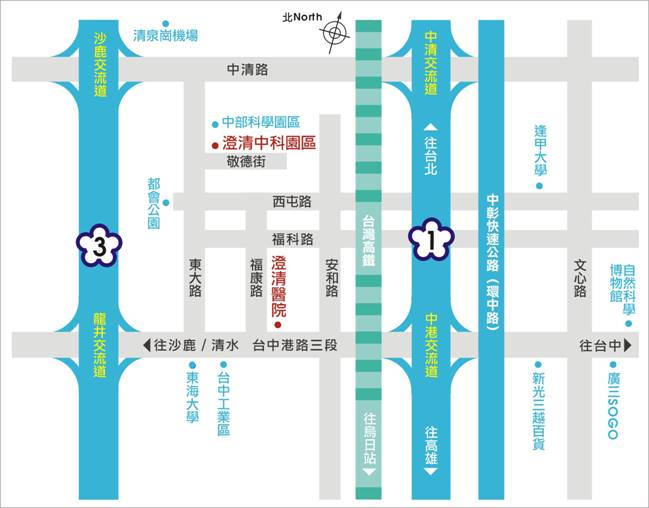 北North
清泉崗機場
沙鹿交流道
中清路
中清交流道
中部科學園區
澄清中科園區
敬德街
往台北
逢甲大學
都會公園
西屯路
台灣高鐵
中彰快速公路(環中路)
3
1
福科路
東大路
福康路
澄清醫院
安和路
文心路
自然科學
博物館
龍井交流道
中港交流道
往沙鹿 / 清水
台中港路三段
往台中
東海大學
台中工業區
往烏日站
往高雄
新光三越百貨
廣三SOGO